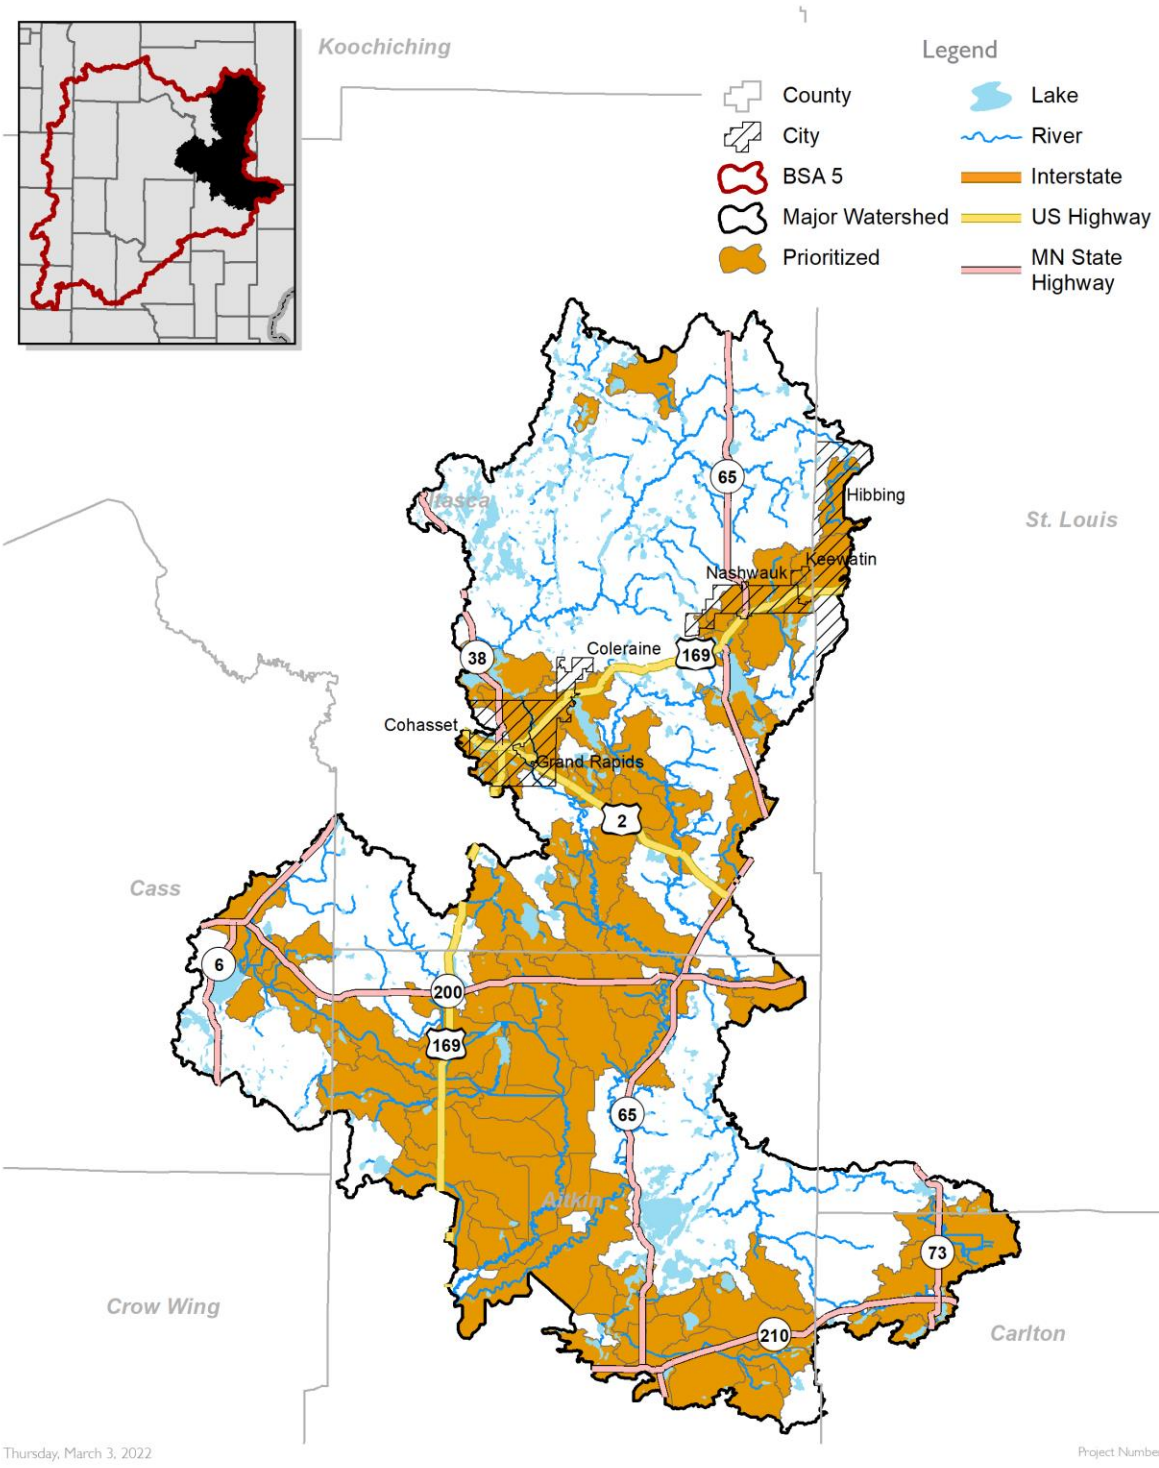 Koochiching
Legend
County
Lake
City
River
BSA 5
Interstate
Major Watershed
US Highway
Prioritized
MN State
Highway
65
Itasca
Hibbing
St. Louis
Keewatin
Nashwauk
Coleraine
169
38
Cohasset
Grand Rapids
2
Cass
6
200
169
65
Aitkin
73
Crow Wing
210
Carlton
Thursday, March 3, 2022
Project Numbe